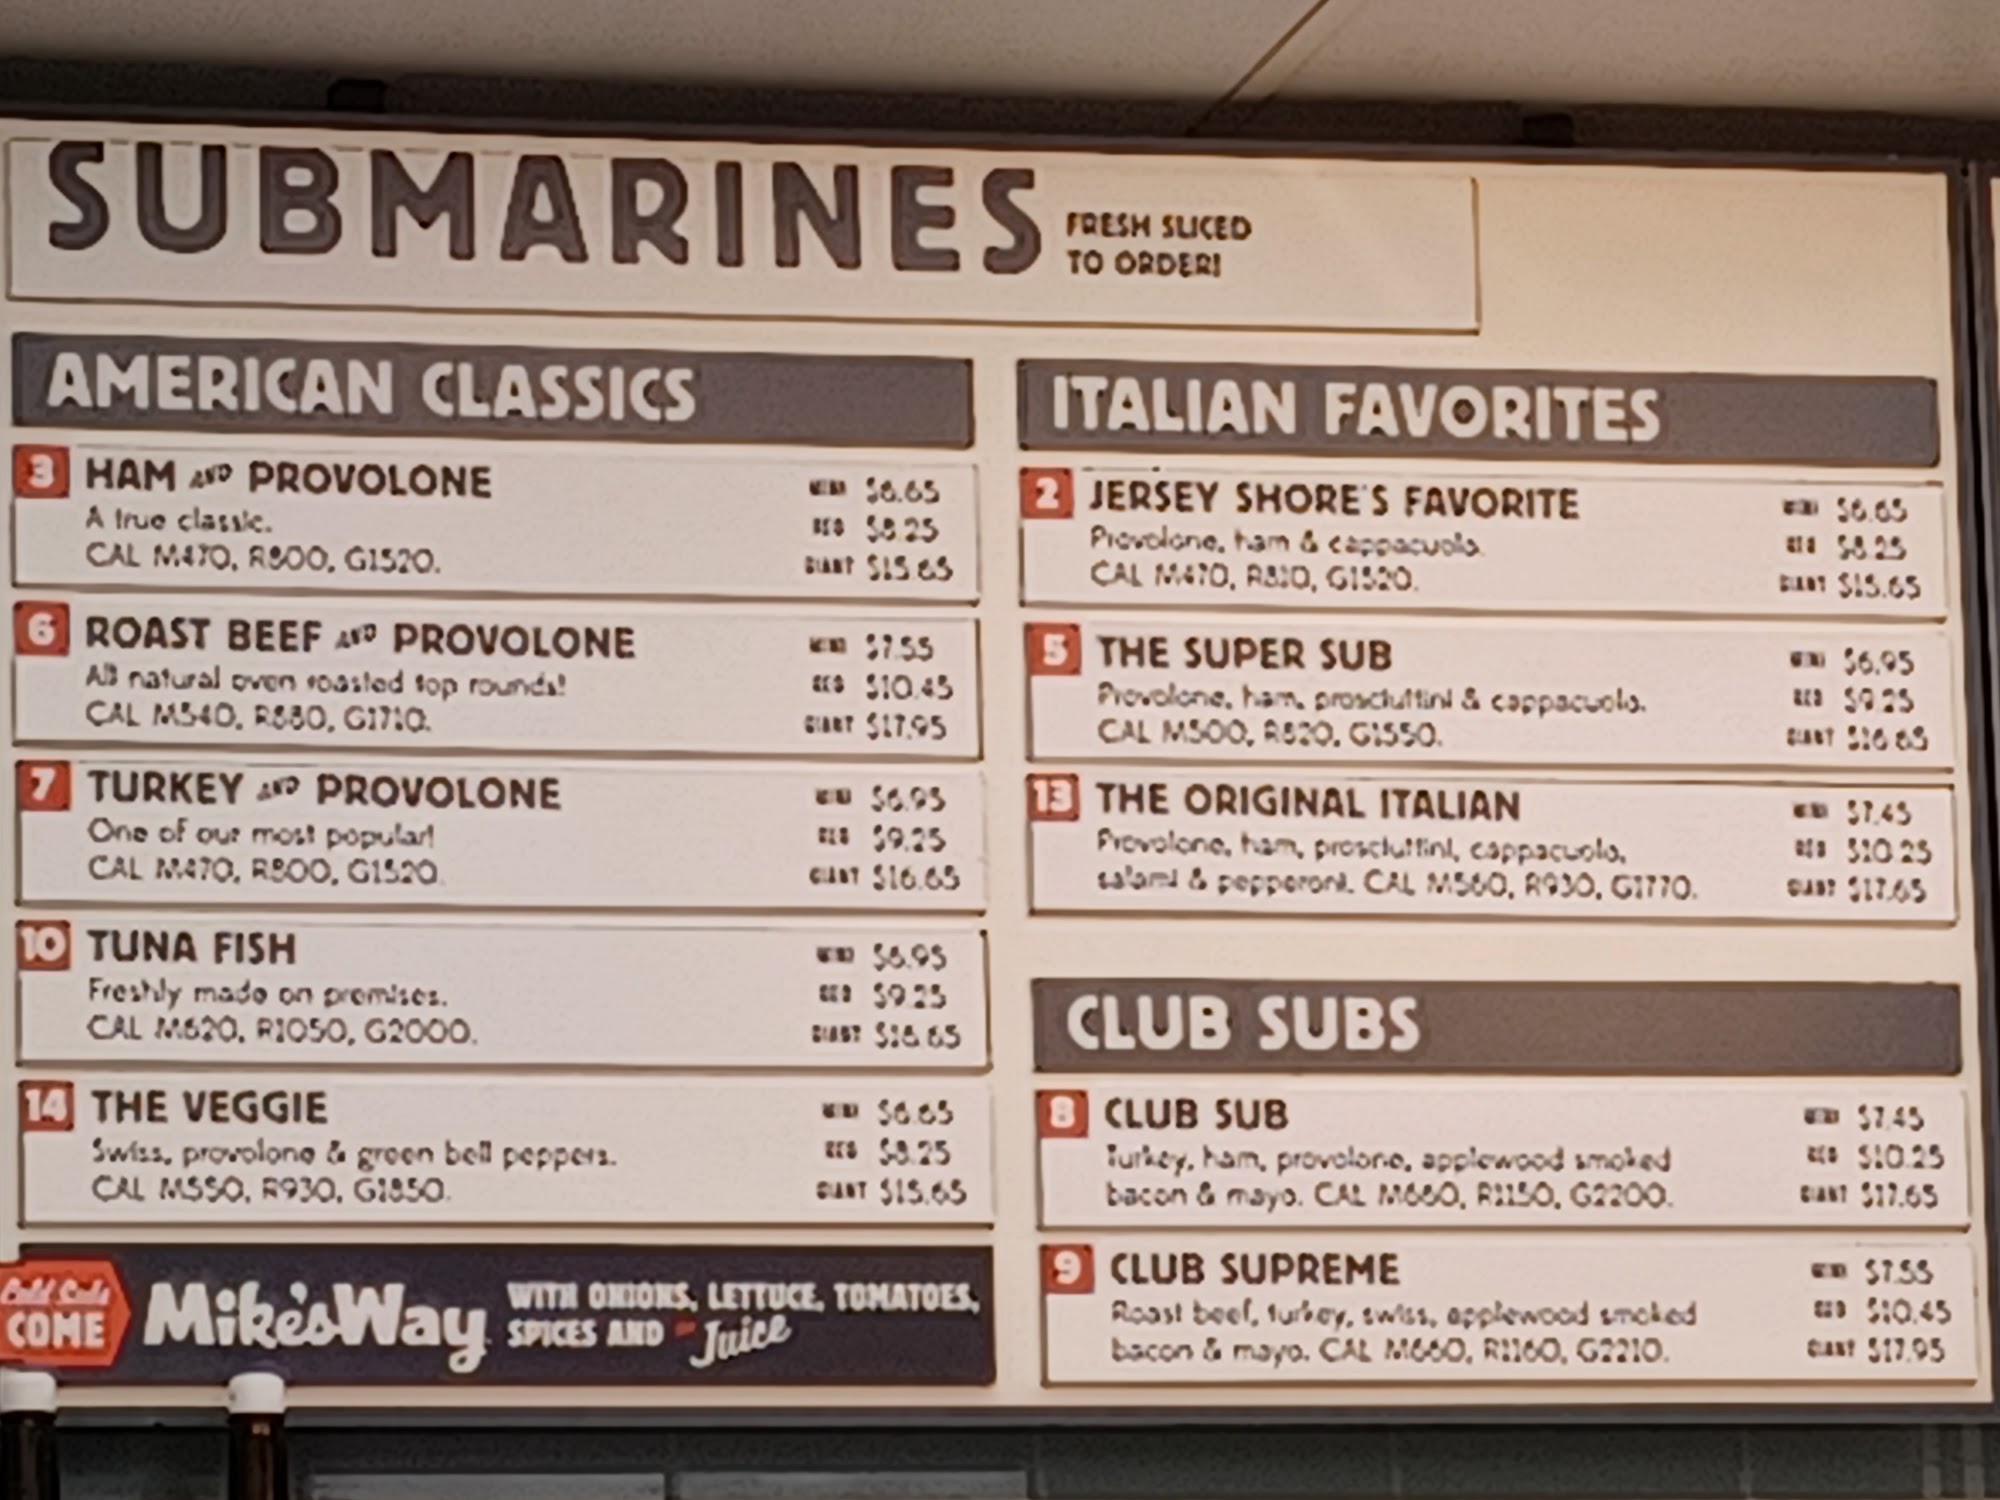 SUBMARINES
FRESH SLICED
TO ORDER!
AMERICAN CLASSICS
3 HAM AND PROVOLONE
A true classic.
CAL M470, R800, G1520.
MINI $6.65
REG $8.25
GIANT $15.65
6 ROAST BEEF AND PROVOLONE
All natural oven roasted top rounds!
CAL M540, R880, G1710.
MINI $7.55
REG $10.45
GIANT $17.95
7 TURKEY AND PROVOLONE
One of our most popular!
CAL M470, R800, G1520.
MINI $6.95
REG $9.25
GIANT $16.65
10 TUNA FISH
Freshly made on premises.
CAL M620, R1050, G2000.
MINI $6.95
REG $9.25
GIANT $16.65
14 THE VEGGIE
Swiss, provolone & green bell peppers.
CAL M550, R930, G1850.
MINI $6.65
REG $8.25
GIANT $15.65
Cold Subs
COME
Mike's Way
WITH ONIONS, LETTUCE, TOMATOES,
SPICES AND Juice
ITALIAN FAVORITES
2 JERSEY SHORE'S FAVORITE
Provolone, ham & cappacuolo.
CAL M470, R810, G1520.
MINI $6.65
REG $8.25
GIANT $15.65
5 THE SUPER SUB
Provolone, ham, prosciuttini & cappacuolo.
CAL M500, R820, G1550.
MINI $6.95
REG $9.25
GIANT $16.65
13 THE ORIGINAL ITALIAN
Provolone, ham, prosciuttini, cappacuolo,
salami & pepperoni. CAL M560, R930, G1770.
MINI $7.45
REG $10.25
GIANT $17.65
CLUB SUBS
8 CLUB SUB
Turkey, ham, provolone, applewood smoked
bacon & mayo. CAL M660, R1150, G2200.
MINI $7.45
REG $10.25
GIANT $17.65
9 CLUB SUPREME
Roast beef, turkey, swiss, applewood smoked
bacon & mayo. CAL M660, R1160, G2210.
MINI $7.55
REG $10.45
GIANT $17.95